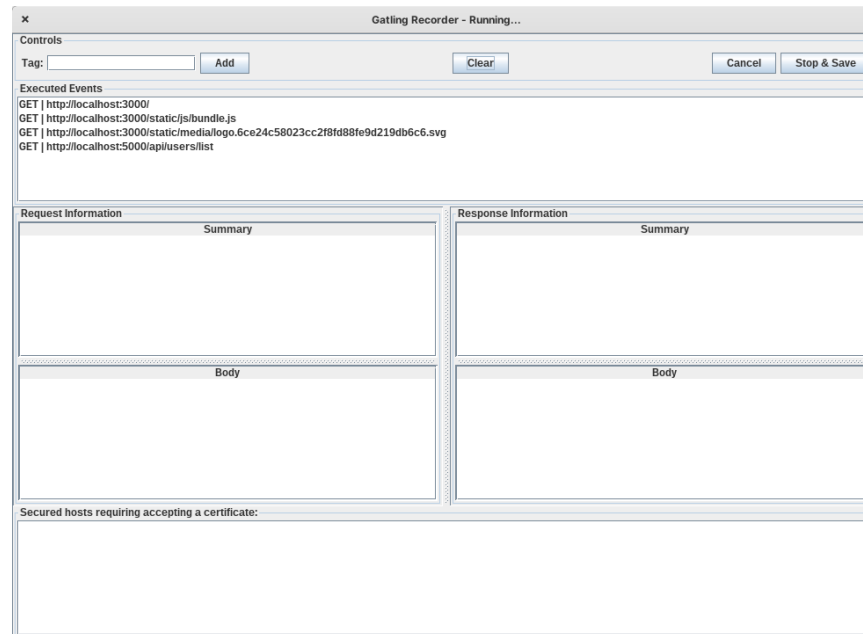 ×
Gatling Recorder - Running...
Controls
Tag:
Add
Clear
Cancel
Stop & Save
Executed Events
GET | http://localhost:3000/
GET | http://localhost:3000/static/js/bundle.js
GET | http://localhost:3000/static/media/logo.6ce24c58023cc2f8fd88fe9d219db6c6.svg
GET | http://localhost:5000/api/users/list
Request Information
Response Information
Summary
Summary
Body
Body
Secured hosts requiring accepting a certificate: